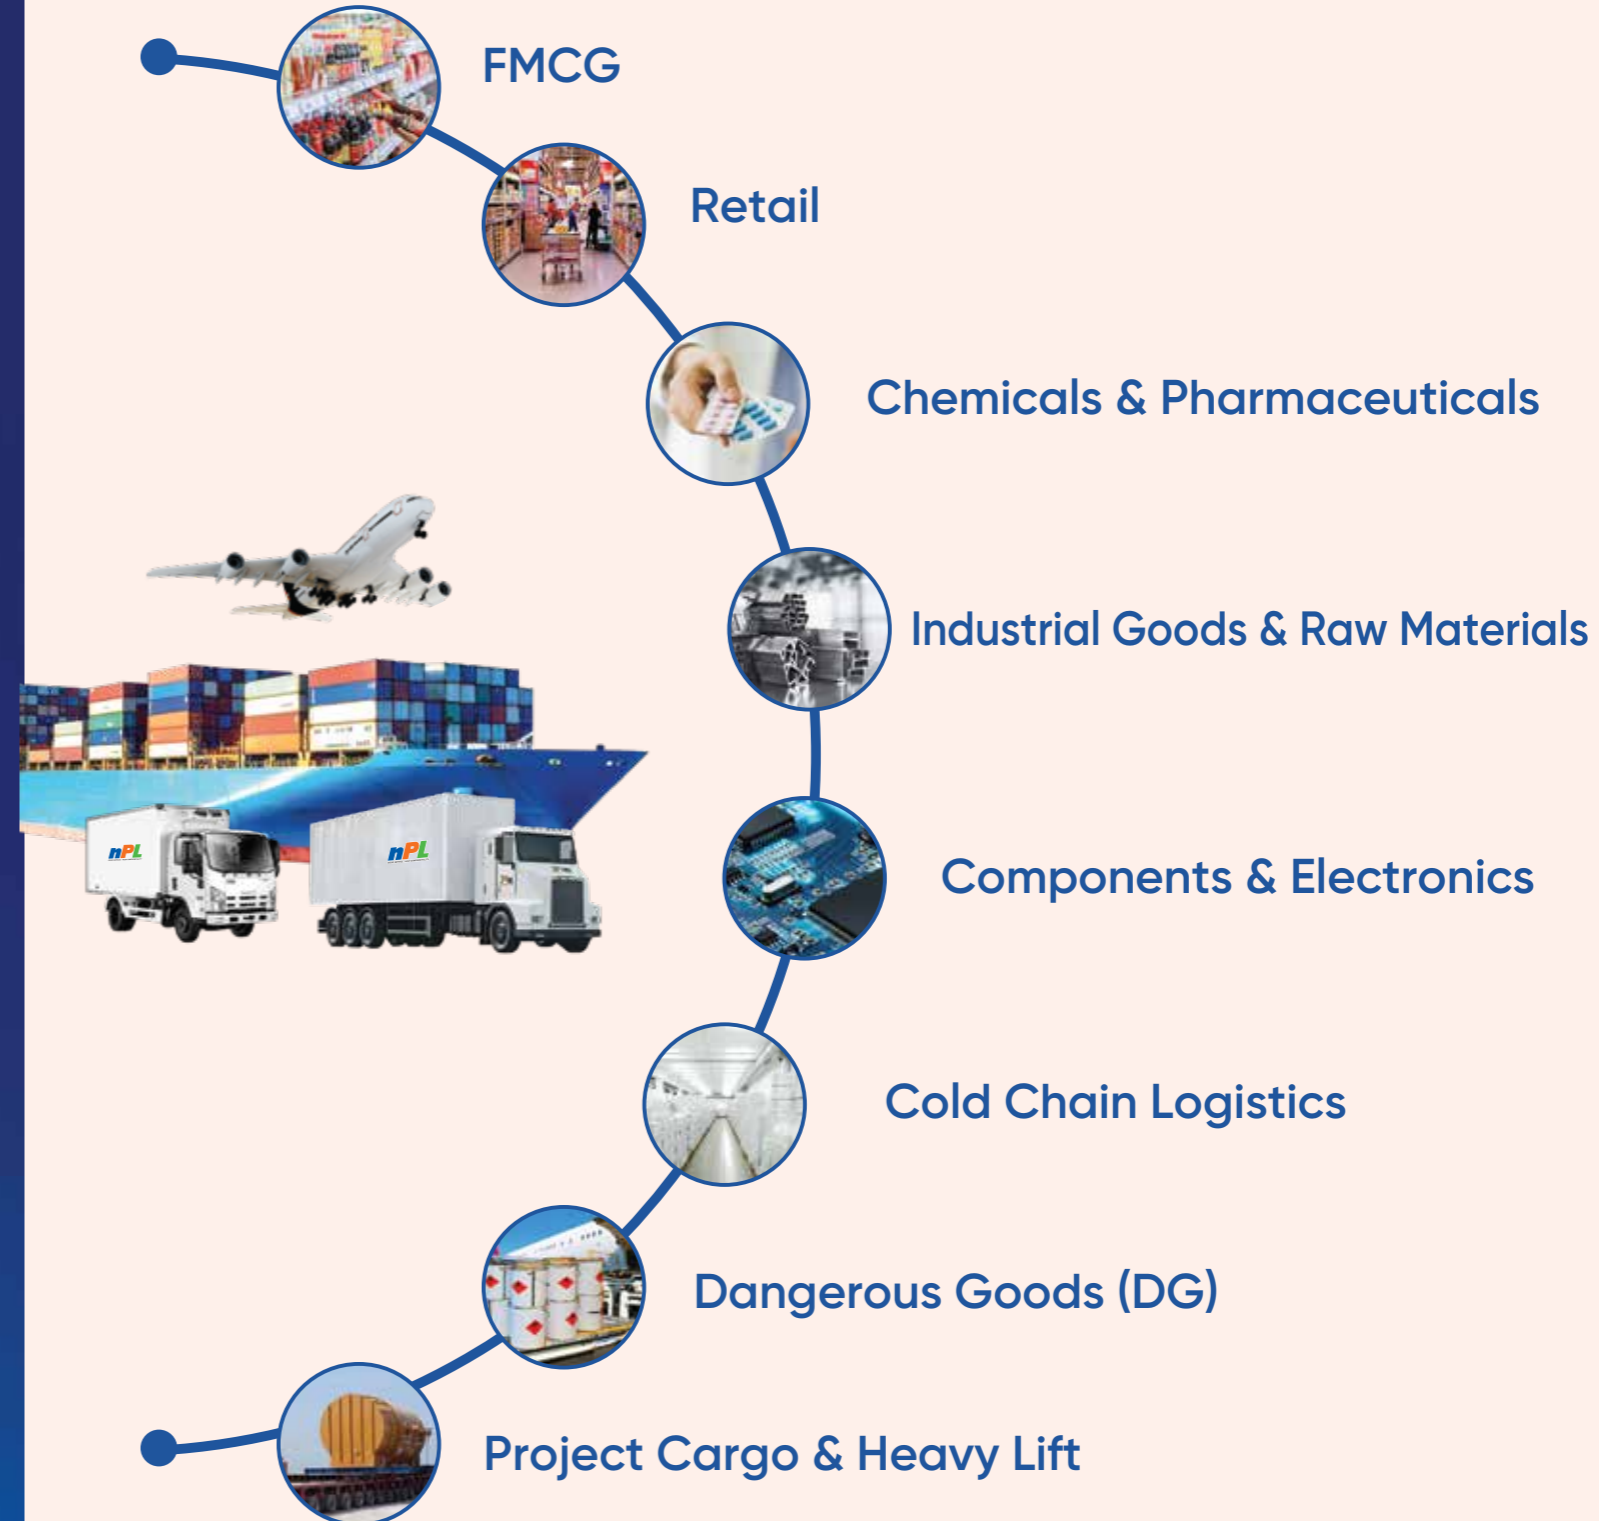 FMCG
Retail
Chemicals & Pharmaceuticals
Industrial Goods & Raw Materials
nPL
nPL
Components & Electronics
Cold Chain Logistics
Dangerous Goods (DG)
Project Cargo & Heavy Lift